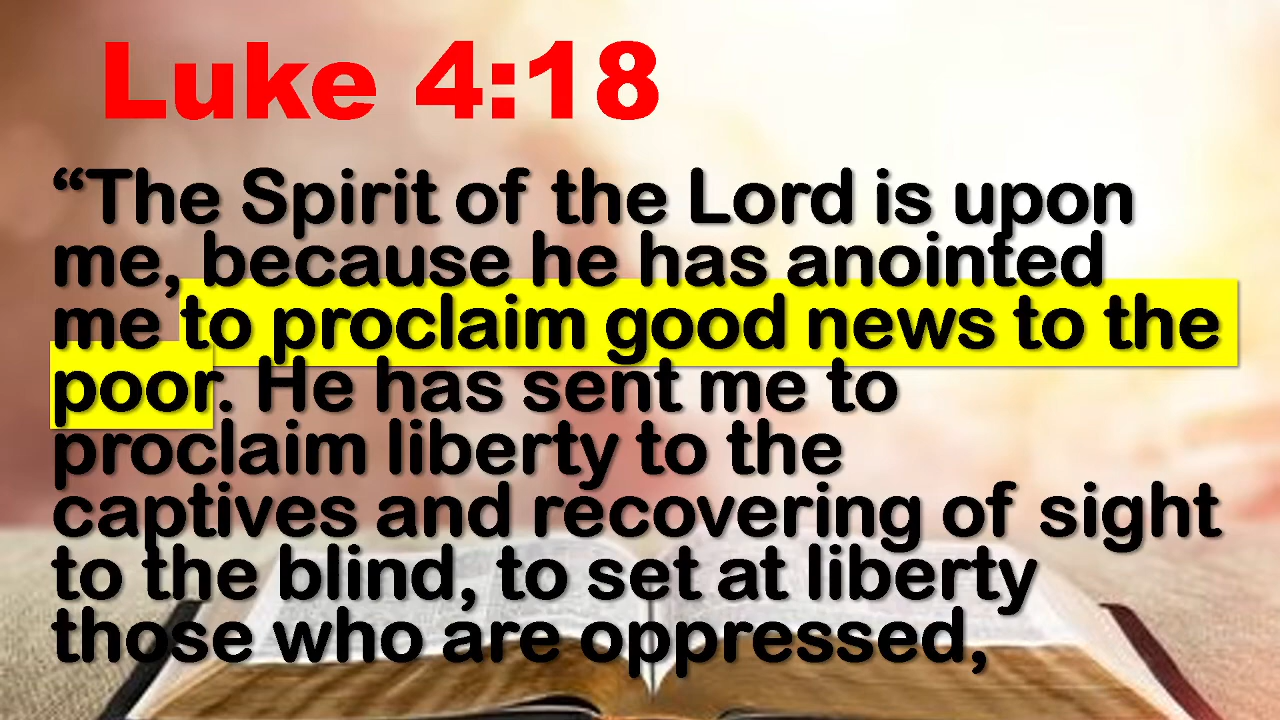 Luke 4:18
“The Spirit of the Lord is upon
me, because he has anointed
me to proclaim good news to the
poor. He has sent me to
proclaim liberty to the
captives and recovering of sight
to the blind, to set at liberty
those who are oppressed,